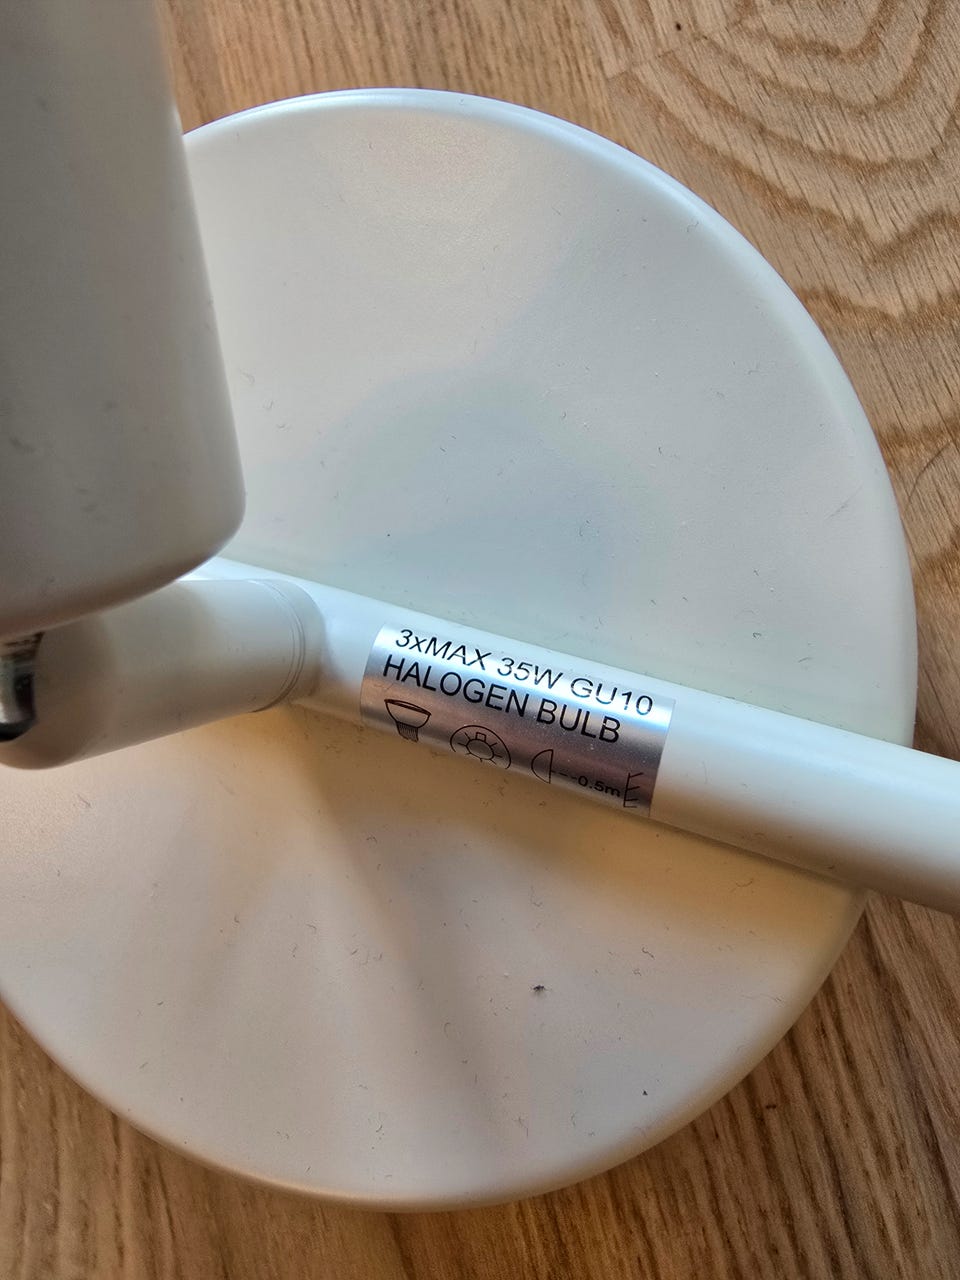 3xMAX 35W GU10
HALOGEN BULB
0.5m